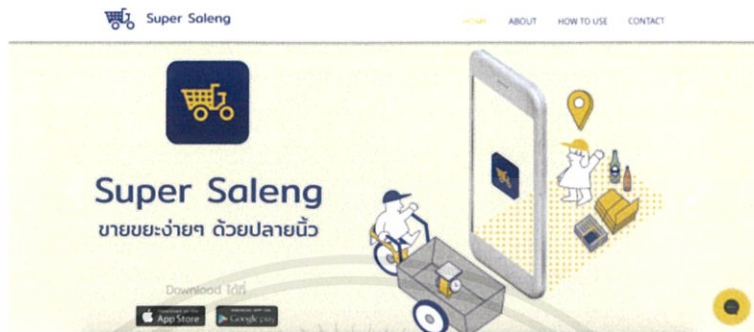 Super Saleng
HOME ABOUT HOW TO USE CONTACT
Super Saleng
ขายขยะง่ายๆ ด้วยปลายนิ้ว
Download ได้ที่
App Store Google play